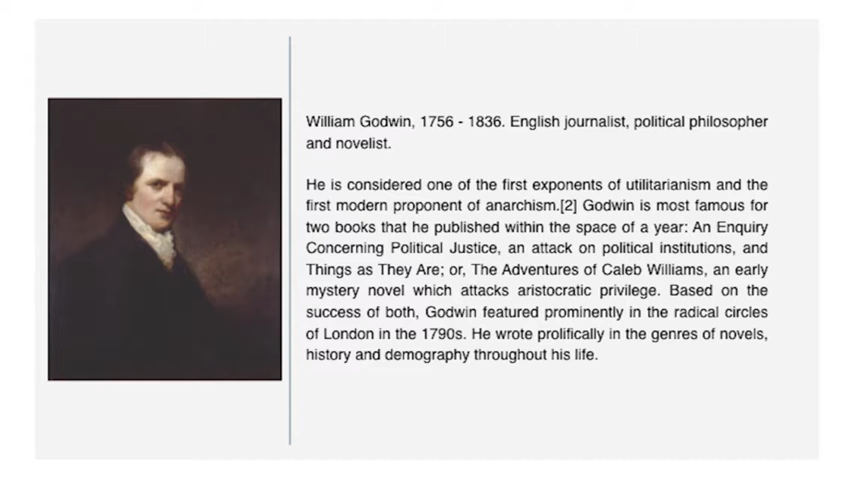 William Godwin, 1756 - 1836. English journalist, political philosopher
and novelist.
He is considered one of the first exponents of utilitarianism and the
first modern proponent of anarchism.[2] Godwin is most famous for
two books that he published within the space of a year: An Enquiry
Concerning Political Justice, an attack on political institutions, and
Things as They Are; or, The Adventures of Caleb Williams, an early
mystery novel which attacks aristocratic privilege. Based on the
success of both, Godwin featured prominently in the radical circles
of London in the 1790s. He wrote prolifically in the genres of novels,
history and demography throughout his life.